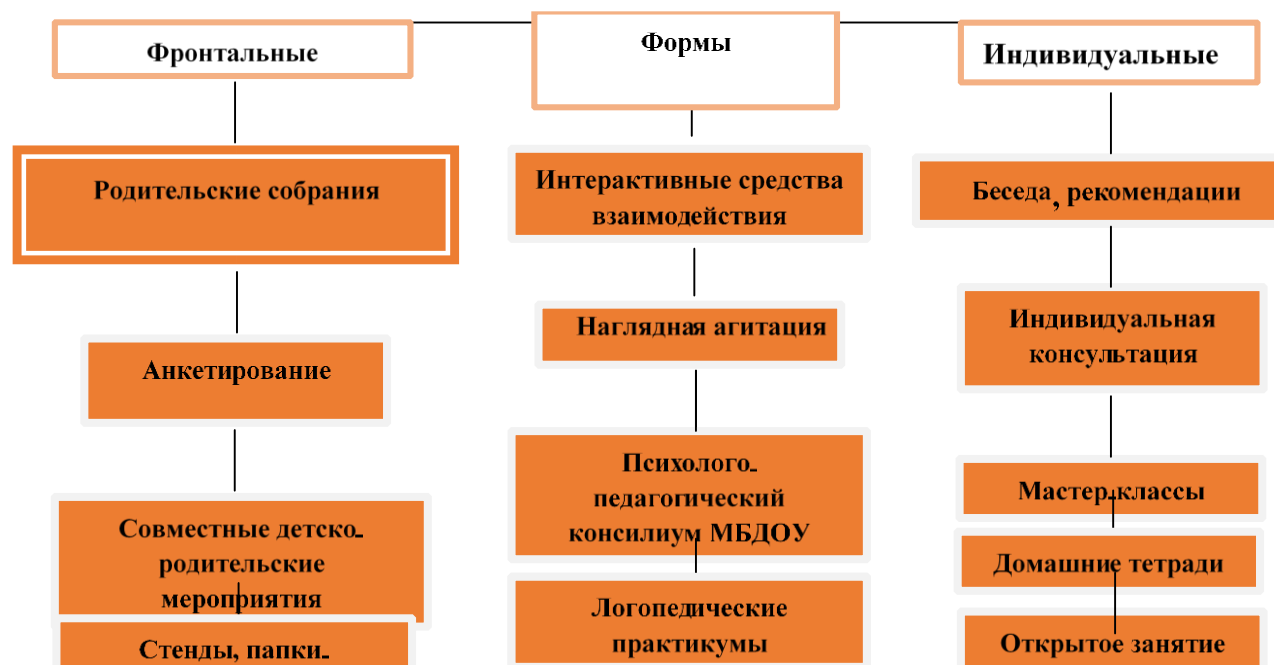 Фронтальные
Формы
Индивидуальные
Родительские собрания
Анкетирование
Совместные детско-
родительские
мероприятия
Стенды, папки-
Интерактивные средства
взаимодействия
Наглядная агитация
Психолого-
педагогический
консилиум МБДОУ
Логопедические
практикумы
Беседа, рекомендации
Индивидуальная
консультация
Мастер-классы
Домашние тетради
Открытое занятие